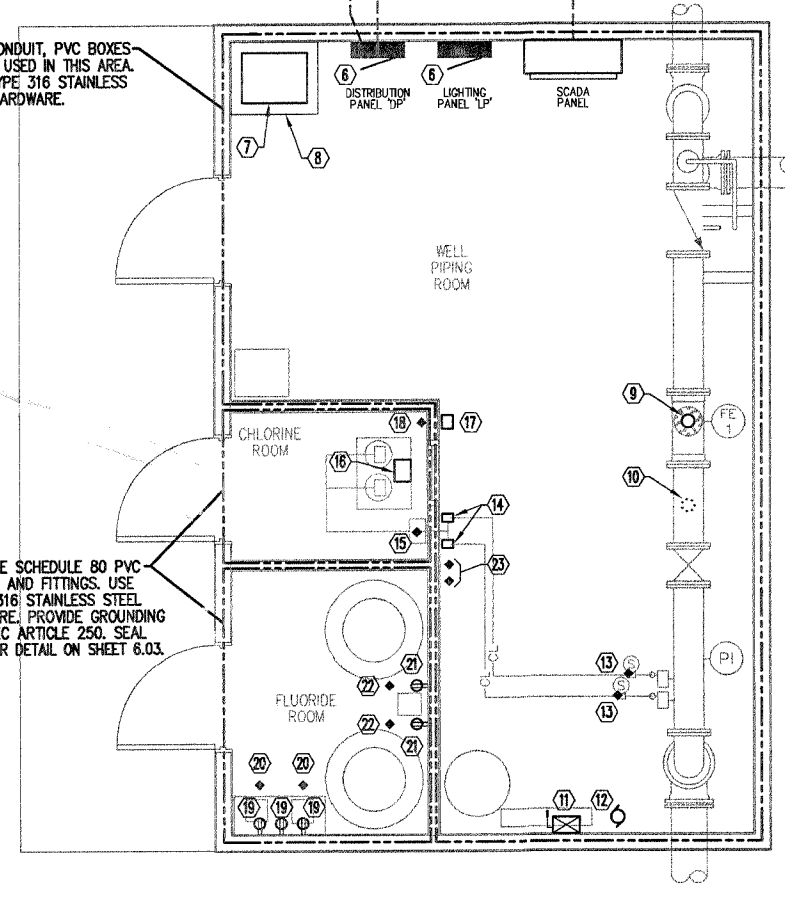 ONDUIT, PVC BOXES
USED IN THIS AREA.
YPE 316 STAINLESS
ARDWARE.
6
6
DISTRIBUTION
PANEL 'DP'
LIGHTING
PANEL 'LP'
SCADA
PANEL
7
8
WELL
PIPING
ROOM
9
FE
1
18
17
CHLORINE
ROOM
16
10
14
15
23
E SCHEDULE 80 PVC
AND FITTINGS. USE
316 STAINLESS STEEL
RE. PROVIDE GROUNDING
EC ARTICLE 250. SEAL
ER DETAIL ON SHEET 6.03.
CL
CL
13
S
S
13
PI
21
22
FLUORIDE
ROOM
22
21
20
20
19
19
19
11
12